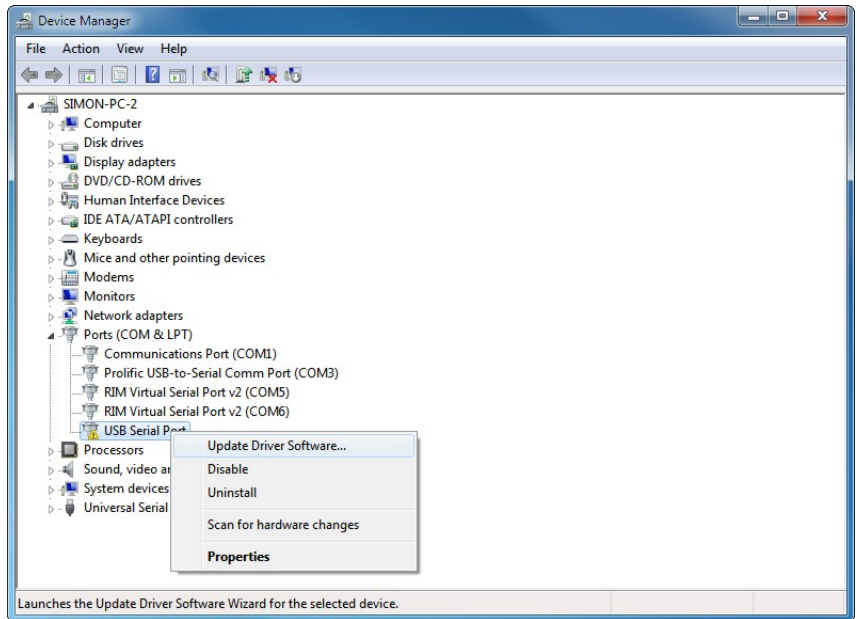 Device Manager
File Action View Help
SIMON-PC-2
Computer
Disk drives
Display adapters
DVD/CD-ROM drives
Human Interface Devices
IDE ATA/ATAPI controllers
Keyboards
Mice and other pointing devices
Modems
Monitors
Network adapters
Ports (COM & LPT)
Communications Port (COM1)
Prolific USB-to-Serial Comm Port (COM3)
RIM Virtual Serial Port v2 (COM5)
RIM Virtual Serial Port v2 (COM6)
USB Serial Port
Update Driver Software...
Processors
Sound, video ar
Disable
System devices
Uninstall
Universal Serial
Scan for hardware changes
Properties
Launches the Update Driver Software Wizard for the selected device.